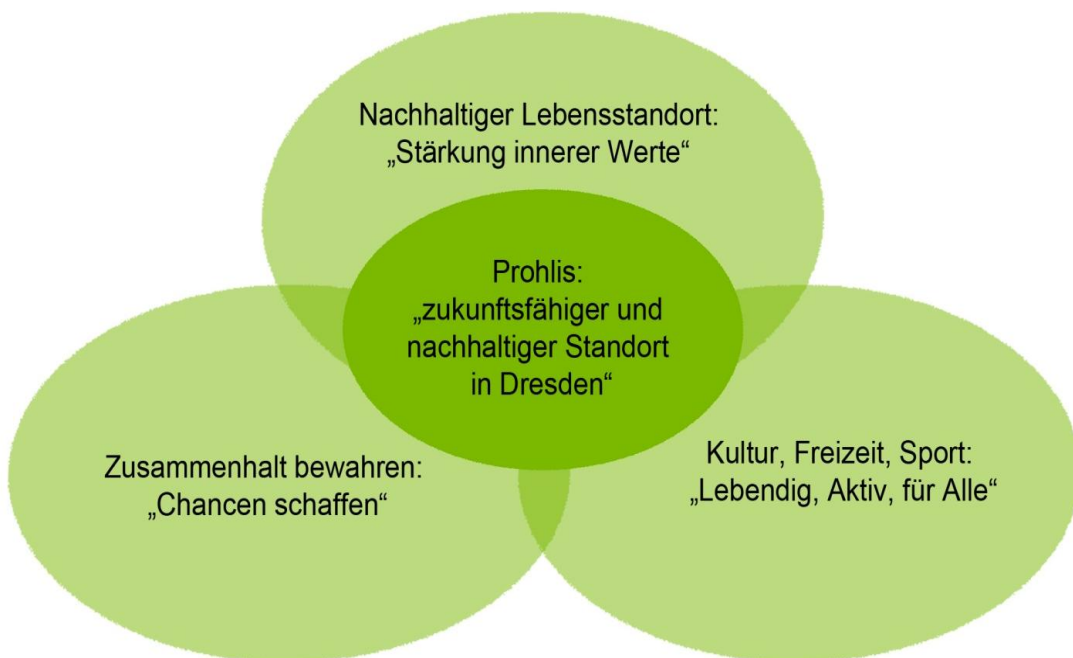 Nachhaltiger Lebensstandort:
„Stärkung innerer Werte“
Prohlis:
„zukunftsfähiger und
nachhaltiger Standort
in Dresden“
Zusammenhalt bewahren:
„Chancen schaffen“
Kultur, Freizeit, Sport:
„Lebendig, Aktiv, für Alle“